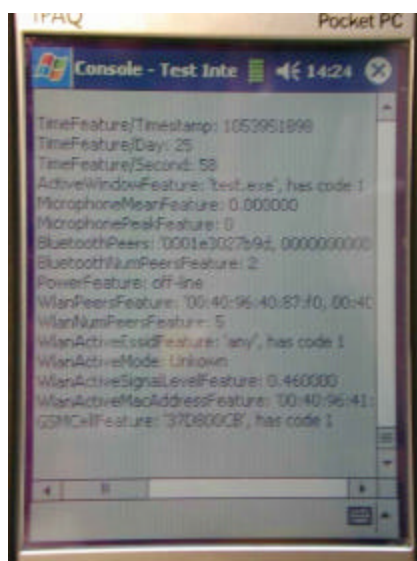 iPAQ
Pocket PC
Console - Test Inte 14:24
TimeFeature/Timestamp: 1053951898
TimeFeature/Day: 25
TimeFeature/Second: 58
ActiveWindowFeature: 'test.exe', has code 1
MicrophoneMeanFeature: 0.000000
MicrophonePeakFeature: 0
BluetoothPeers: '0001e3027b9d, 0000000000
BluetoothNumPeersFeature: 2
PowerFeature: off-line
WlanPeersFeature: '00:40:96:40:87:f0, 00:40
WlanNumPeersFeature: 5
WlanActiveEssidFeature: 'any', has code 1
WlanActiveMode: Unkown
WlanActiveSignalLevelFeature: 0.460000
WlanActiveMacAddressFeature: '00:40:96:41:
GSMCellFeature: '37D800CB', has code 1